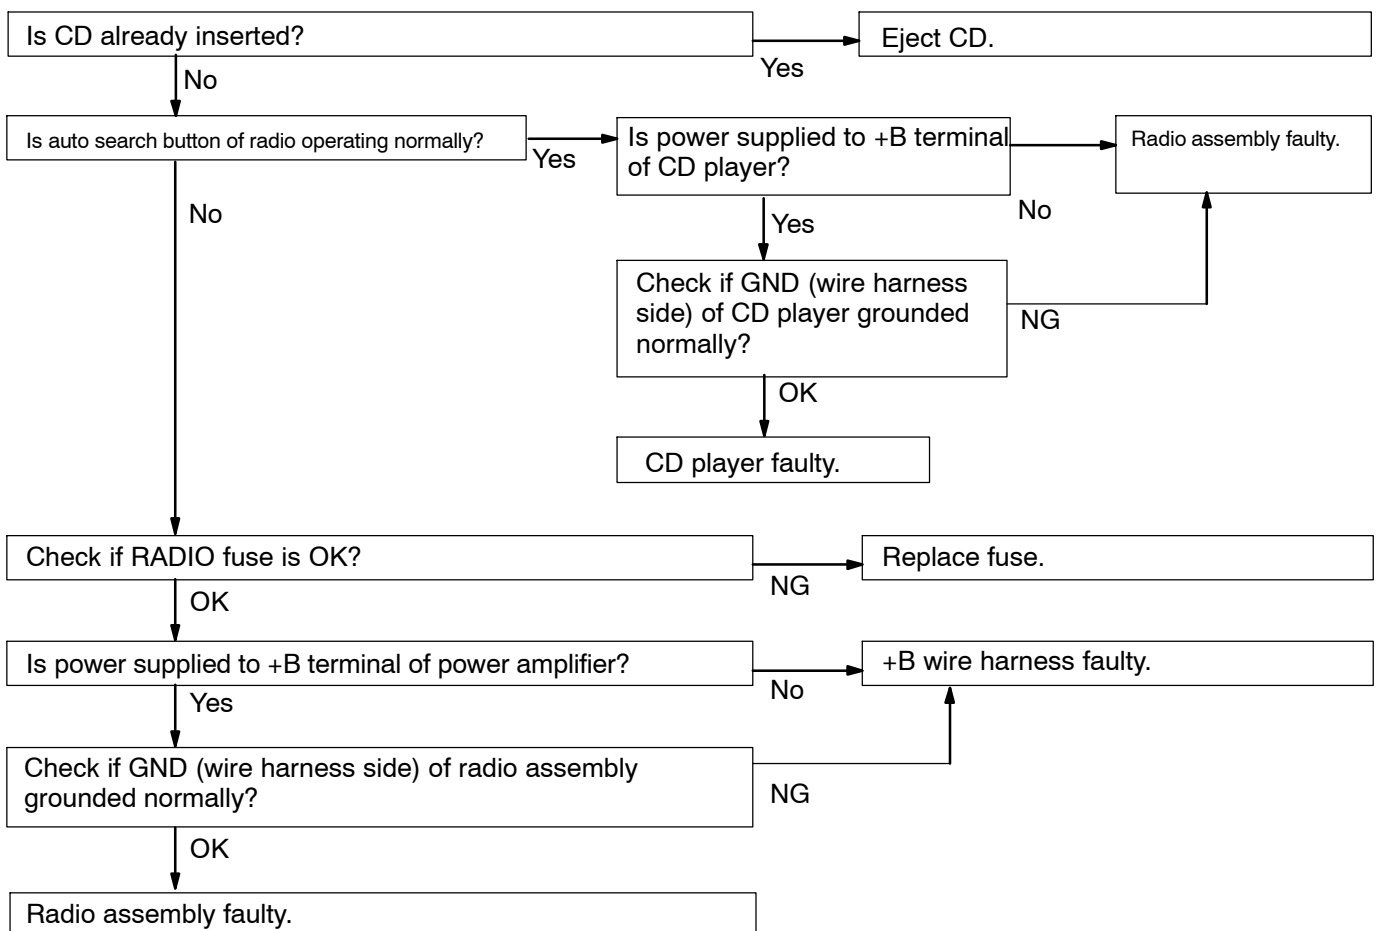 Is CD already inserted?
Eject CD.
Yes
No
Is auto search button of radio operating normally?
Yes
Is power supplied to +B terminal
of CD player?
Radio assembly faulty.
No
No
Yes
Check if GND (wire harness
side) of CD player grounded
normally?
NG
OK
CD player faulty.
Check if RADIO fuse is OK?
Replace fuse.
NG
OK
Is power supplied to +B terminal of power amplifier?
+B wire harness faulty.
No
Yes
Check if GND (wire harness side) of radio assembly
grounded normally?
NG
OK
Radio assembly faulty.